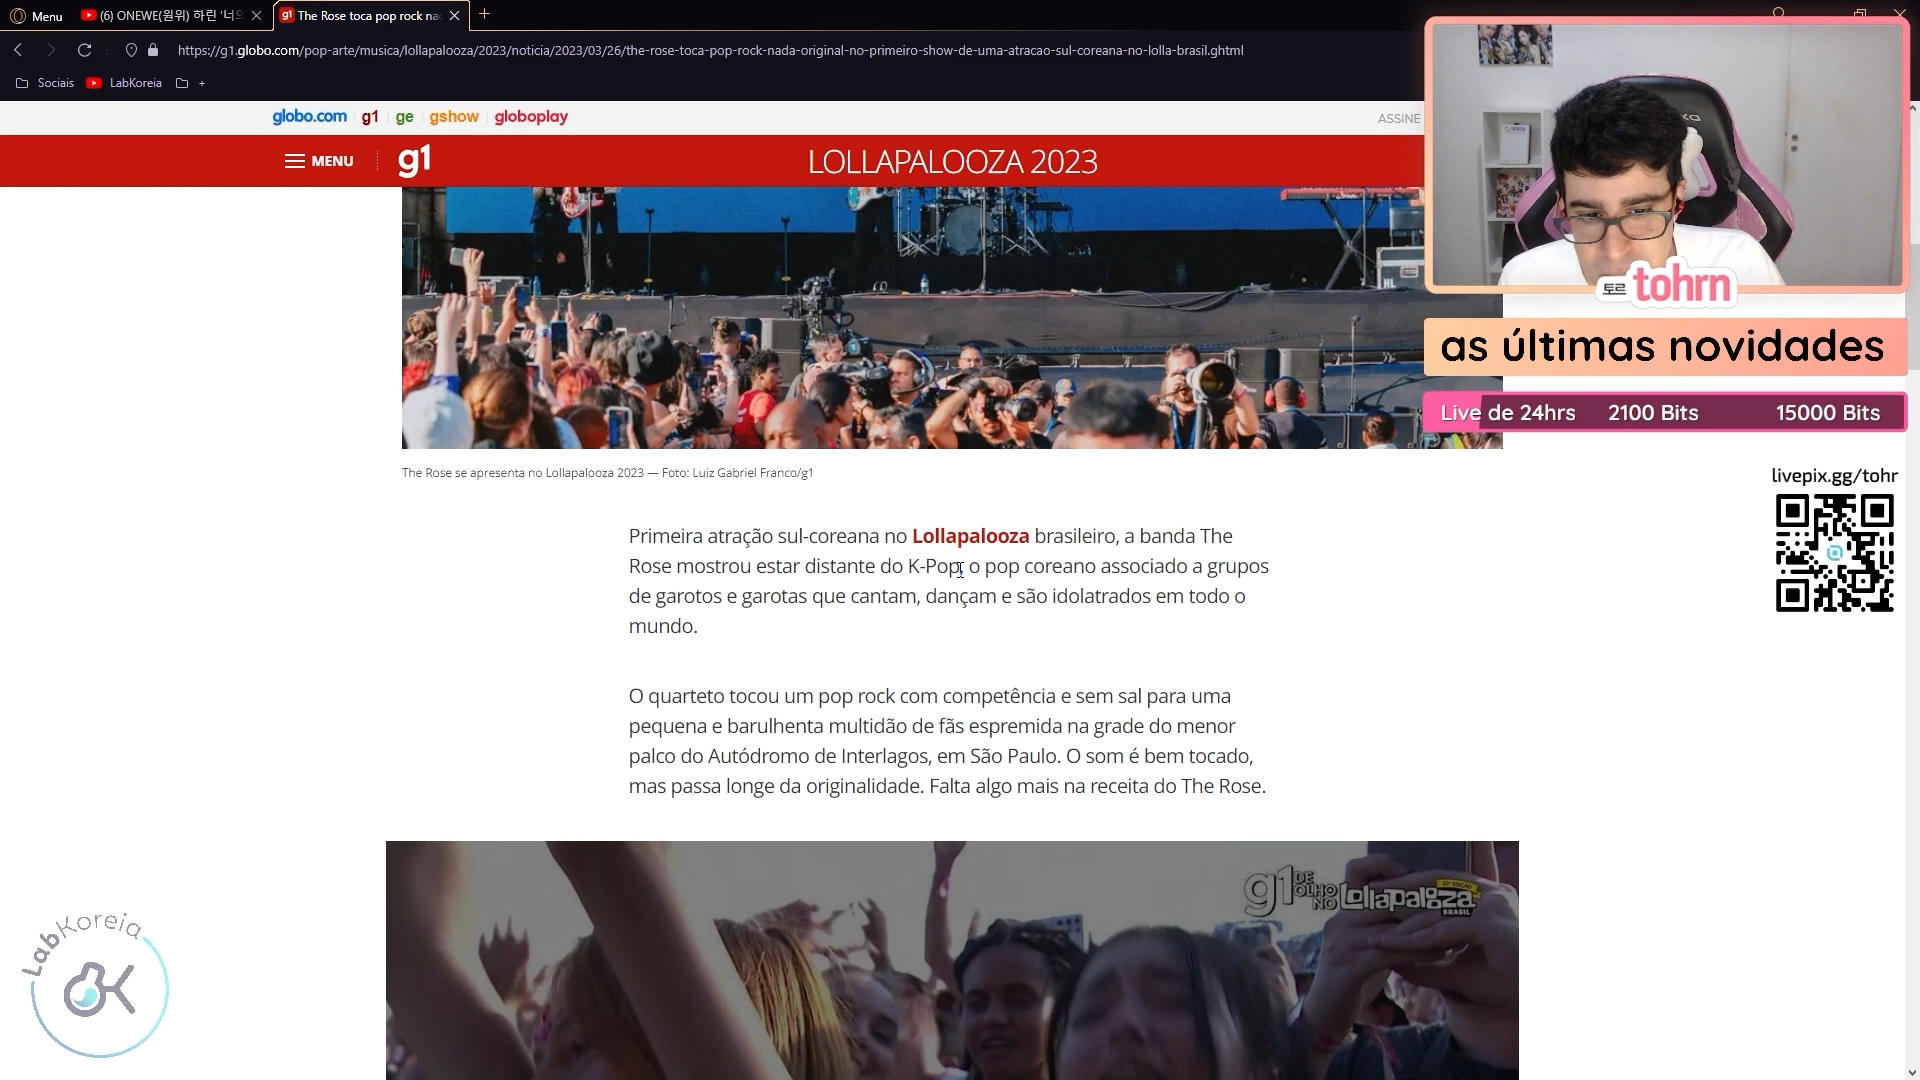 Menu
(6) ONEWE(원위) 하린 '너의
The Rose toca pop rock nad
https://g1.globo.com/pop-arte/musica/lollapalooza/2023/noticia/2023/03/26/the-rose-toca-pop-rock-nada-original-no-primeiro-show-de-uma-atracao-sul-coreana-no-lolla-brasil.ghtml
Sociais
LabKoreia
+
globo.com g1 ge gshow globoplay
ASSINE
MENU
g1
LOLLAPALOOZA 2023
토르 tohrn
as últimas novidades
Live de 24hrs 2100 Bits 15000 Bits
livepix.gg/tohr
The Rose se apresenta no Lollapalooza 2023 — Foto: Luiz Gabriel Franco/g1
Primeira atração sul-coreana no Lollapalooza brasileiro, a banda The
Rose mostrou estar distante do K-Pop, o pop coreano associado a grupos
de garotos e garotas que cantam, dançam e são idolatrados em todo o
mundo.
O quarteto tocou um pop rock com competência e sem sal para uma
pequena e barulhenta multidão de fãs espremida na grade do menor
palco do Autódromo de Interlagos, em São Paulo. O som é bem tocado,
mas passa longe da originalidade. Falta algo mais na receita do The Rose.
g1 DE OLHO NO Lollapalooza BRASIL
LabKoreia